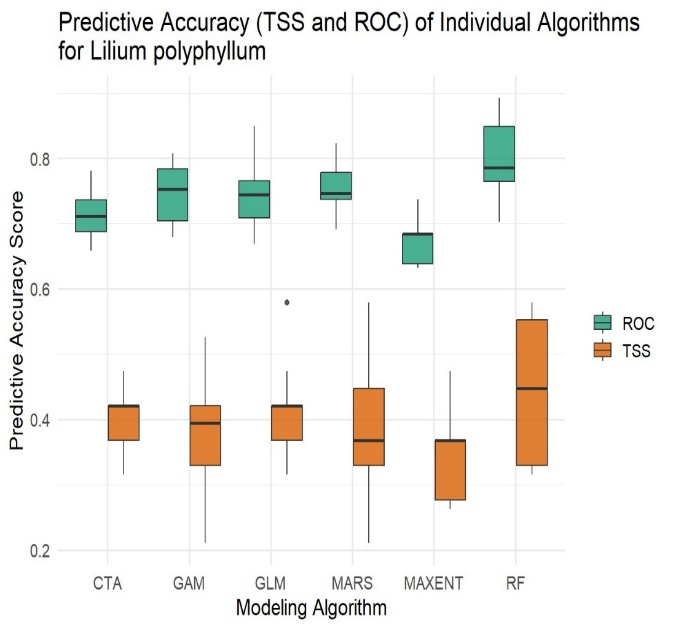 Predictive Accuracy (TSS and ROC) of Individual Algorithms
for Lilium polyphyllum
Predictive Accuracy Score
0.8
0.6
0.4
0.2
CTA GAM GLM MARS MAXENT RF
Modeling Algorithm
ROC
TSS